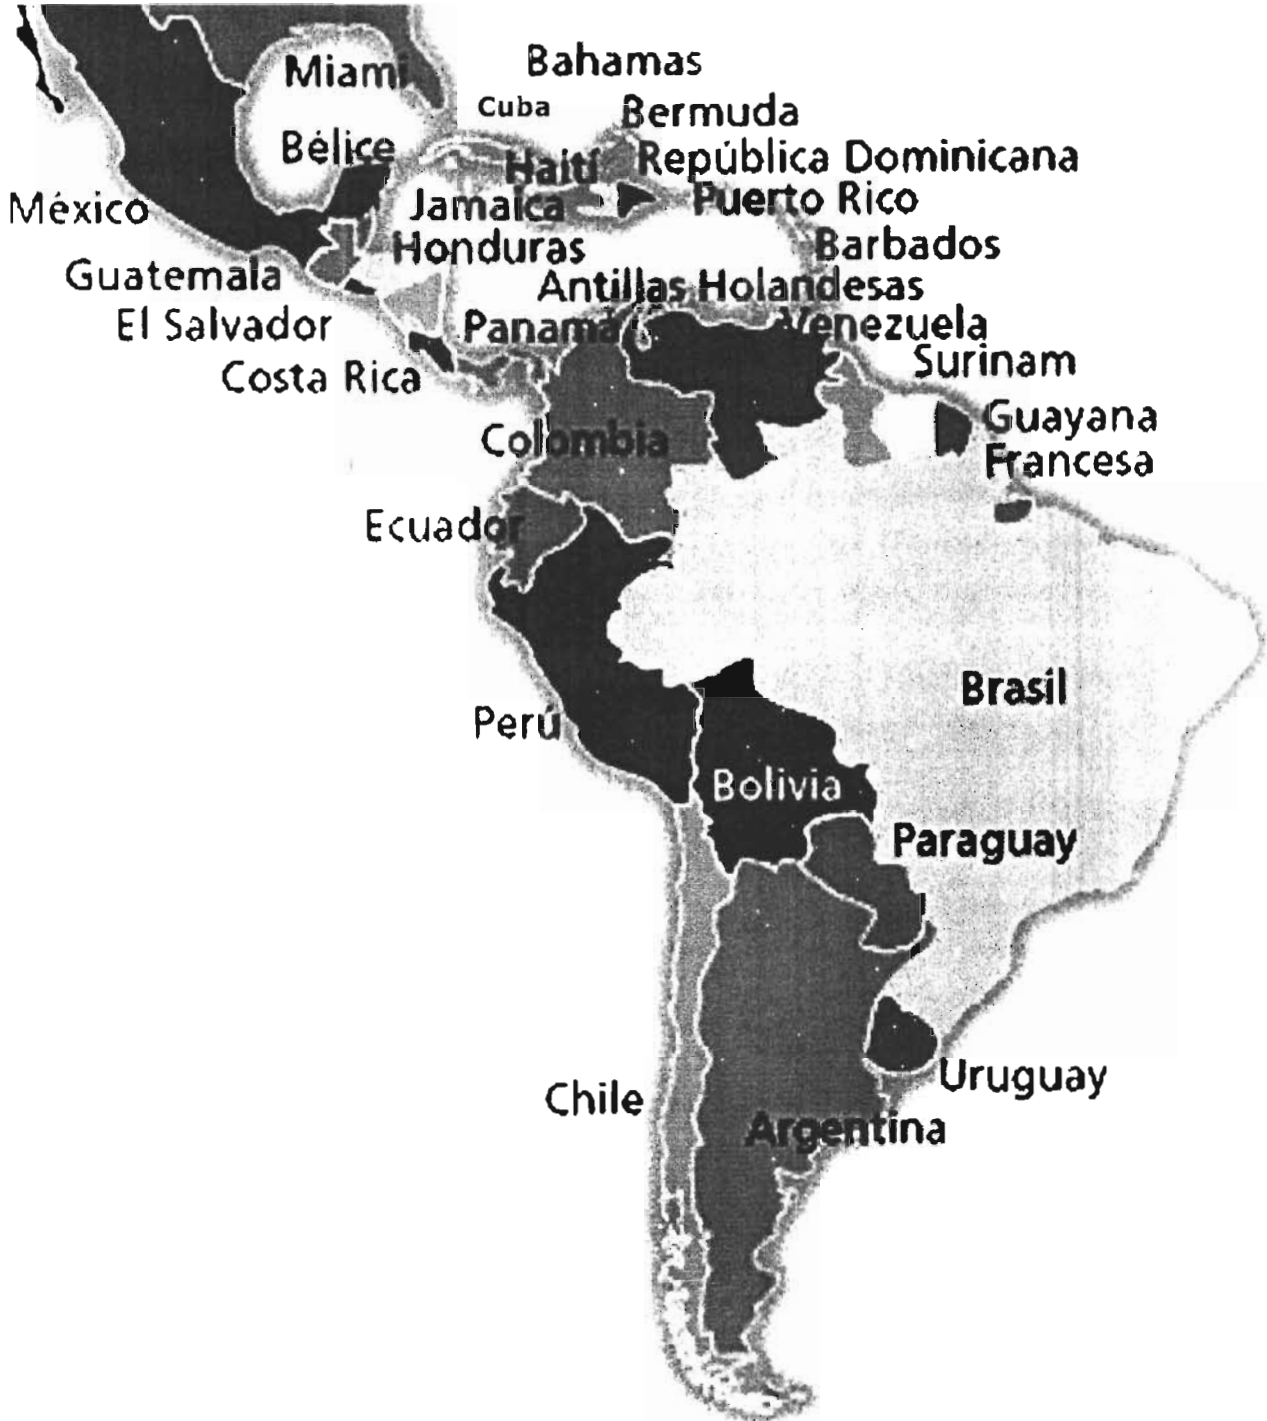 Bahamas
Miami
Cuba
Bermuda
Bélice
Haití
República Dominicana
México
Jamaica
Puerto Rico
Honduras
Barbados
Guatemala
Antillas Holandesas
El Salvador
Panamá
Venezuela
Surinam
Costa Rica
Guayana
Francesa
Colombia
Ecuador
Brasil
Perú
Bolivia
Paraguay
Uruguay
Chile
Argentina